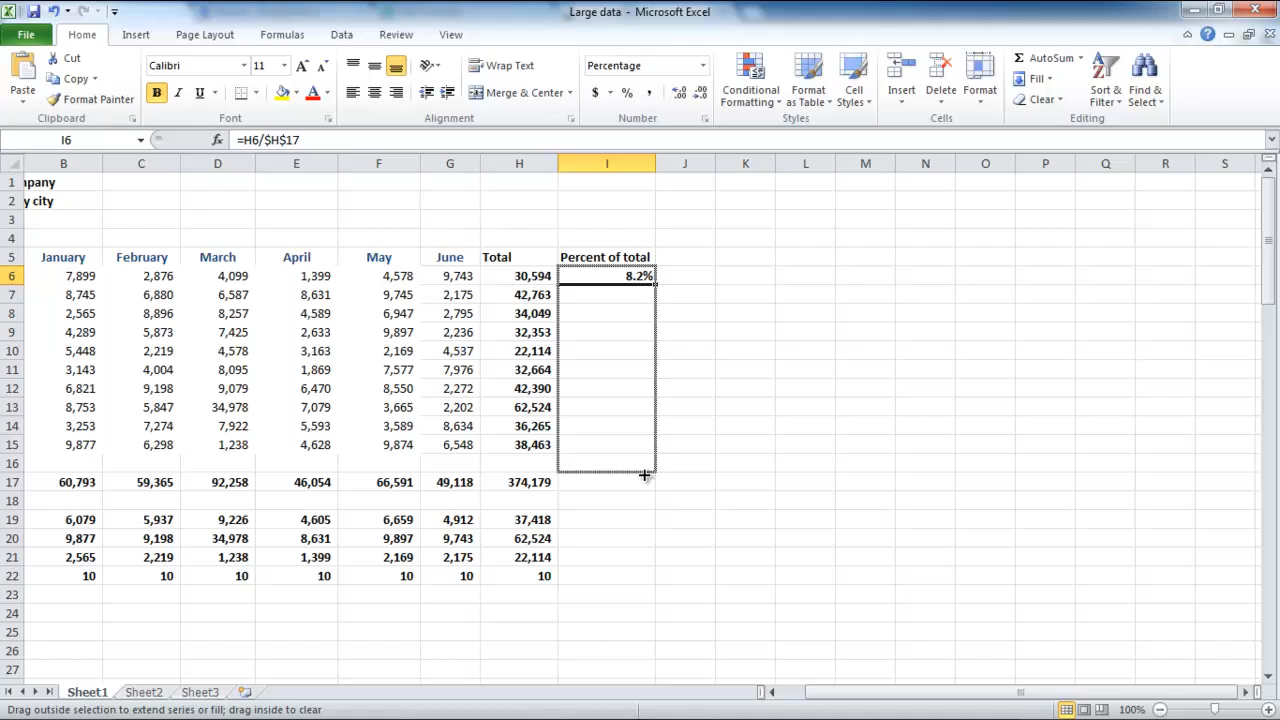 Large data - Microsoft Excel
File Home Insert Page Layout Formulas Data Review View
Cut
Copy
Format Painter
Paste
Clipboard
Calibri 11
B I U
Font
Wrap Text
Merge & Center
Alignment
Percentage
$ % ,
Number
Conditional Formatting
Format as Table
Cell Styles
Styles
Insert Delete Format
Cells
AutoSum
Fill
Clear
Sort & Filter
Find & Select
Editing
I6 fx =H6/$H$17
B C D E F G H I J K L M N O P Q R S
1 npany
2 y city
3
4
5 January February March April May June Total Percent of total
6 7,899 2,876 4,099 1,399 4,578 9,743 30,594 8.2%
7 8,745 6,880 6,587 8,631 9,745 2,175 42,763
8 2,565 8,896 8,257 4,589 6,947 2,795 34,049
9 4,289 5,873 7,425 2,633 9,897 2,236 32,353
10 5,448 2,219 4,578 3,163 2,169 4,537 22,114
11 3,143 4,004 8,095 1,869 7,577 7,976 32,664
12 6,821 9,198 9,079 6,470 8,550 2,272 42,390
13 8,753 5,847 34,978 7,079 3,665 2,202 62,524
14 3,253 7,274 7,922 5,593 3,589 8,634 36,265
15 9,877 6,298 1,238 4,628 9,874 6,548 38,463
16
17 60,793 59,365 92,258 46,054 66,591 49,118 374,179
18
19 6,079 5,937 9,226 4,605 6,659 4,912 37,418
20 9,877 9,198 34,978 8,631 9,897 9,743 62,524
21 2,565 2,219 1,238 1,399 2,169 2,175 22,114
22 10 10 10 10 10 10 10
23
24
25
26
27
Sheet1 Sheet2 Sheet3
Drag outside selection to extend series or fill; drag inside to clear 100%